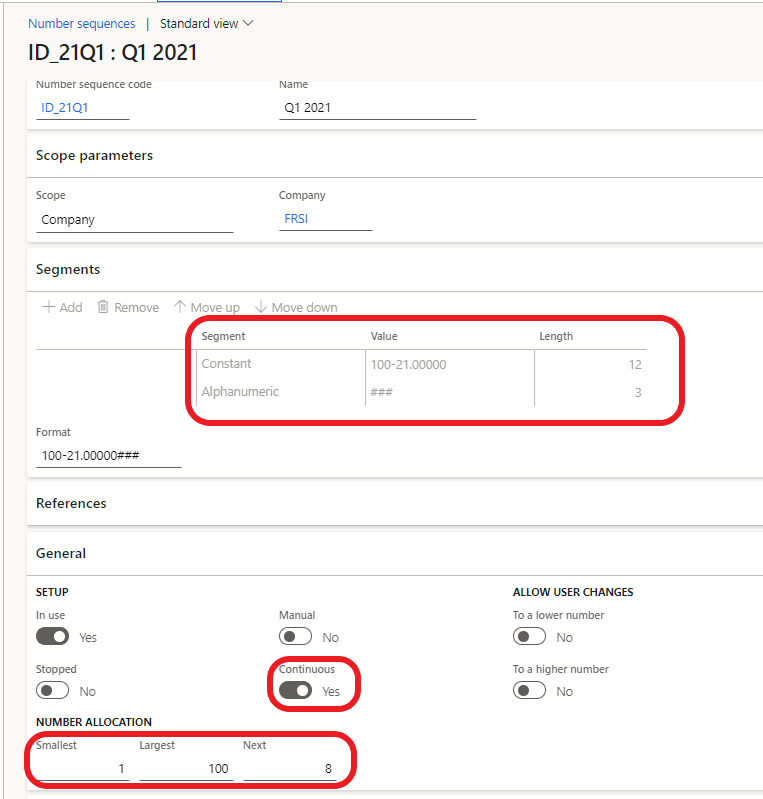 Number sequences | Standard view
ID_21Q1 : Q1 2021
Number sequence code Name
ID_21Q1 Q1 2021
Scope parameters
Scope Company
Company FRSI
Segments
Add Remove Move up Move down
Segment Value Length
Constant 100-21.00000 12
Alphanumeric ### 3
Format
100-21.00000###
References
General
SETUP ALLOW USER CHANGES
In use Manual To a lower number
Yes No No
Stopped Continuous To a higher number
No Yes No
NUMBER ALLOCATION
Smallest Largest Next
1 100 8